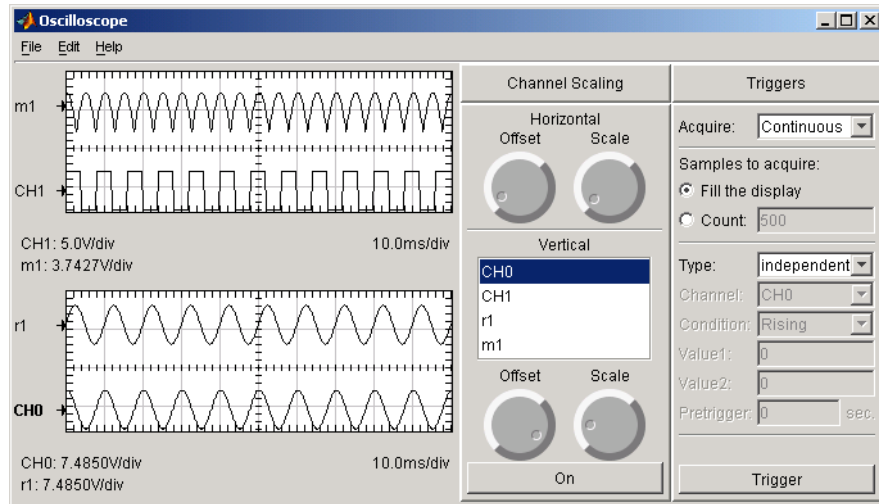 Oscilloscope
File Edit Help
m1
CH1
CH1: 5.0V/div 10.0ms/div
m1: 3.7427V/div
r1
CH0
CH0: 7.4850V/div 10.0ms/div
r1: 7.4850V/div
Channel Scaling
Horizontal
Offset Scale
Vertical
CH0
CH1
r1
m1
Offset Scale
On
Triggers
Acquire: Continuous
Samples to acquire:
Fill the display
Count: 500
Type: independent
Channel: CH0
Condition: Rising
Value1: 0
Value2: 0
Pretrigger: 0 sec.
Trigger